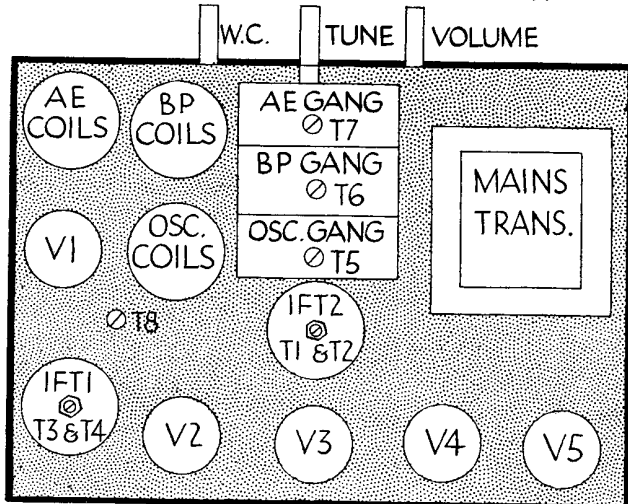 W.C.
TUNE
VOLUME
AE
COILS
BP
COILS
AE GANG
T7
BP GANG
T6
OSC. GANG
T5
MAINS
TRANS.
V1
OSC.
COILS
T8
IFT2
T1 & T2
IFT1
T3 & T4
V2
V3
V4
V5